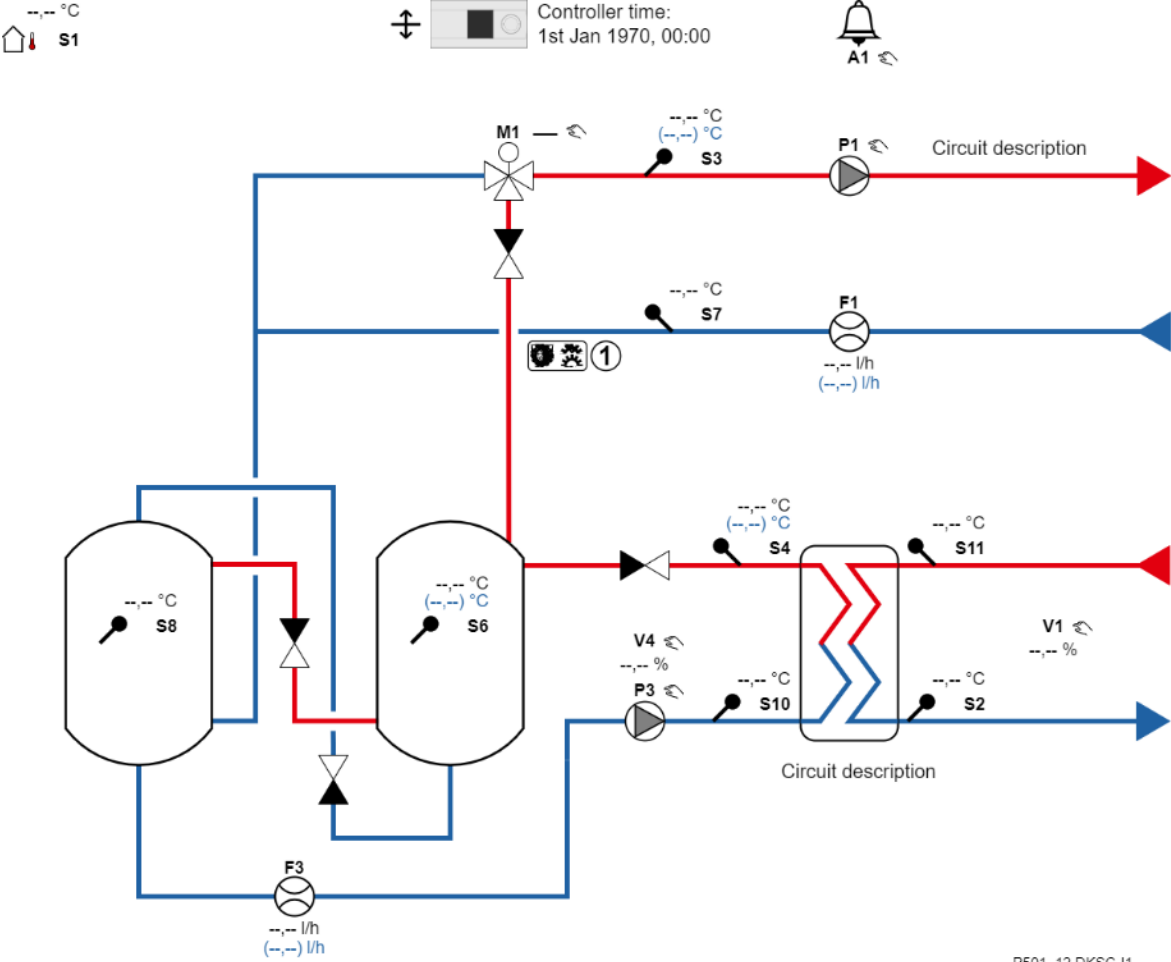 --,-- °C
S1
Controller time:
1st Jan 1970, 00:00
A1
M1
--,-- °C
(--,--) °C
S3
P1
Circuit description
--,-- °C
S7
F1
--,-- l/h
(--,--) l/h
1
--,-- °C
(--,--) °C
S4
--,-- °C
S11
--,-- °C
S8
--,-- °C
(--,--) °C
S6
V4
--,-- %
P3
--,-- °C
S10
--,-- °C
S2
V1
--,-- %
Circuit description
F3
--,-- l/h
(--,--) l/h